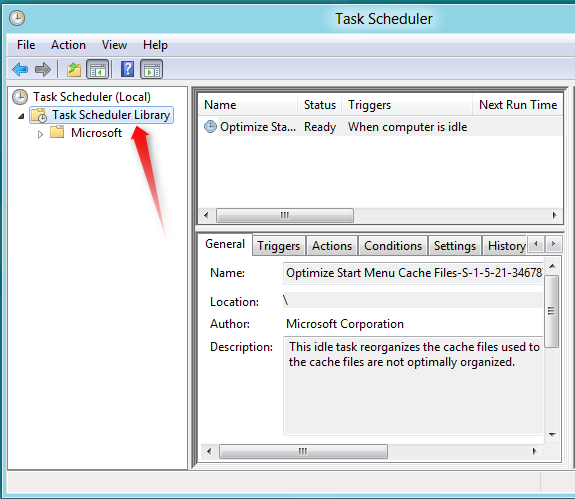 Task Scheduler
File Action View Help
Task Scheduler (Local)
Task Scheduler Library
Microsoft
Name Status Triggers Next Run Time
Optimize Sta... Ready When computer is idle
General Triggers Actions Conditions Settings History
Name: Optimize Start Menu Cache Files-S-1-5-21-34678
Location: \
Author: Microsoft Corporation
Description: This idle task reorganizes the cache files used to
the cache files are not optimally organized.